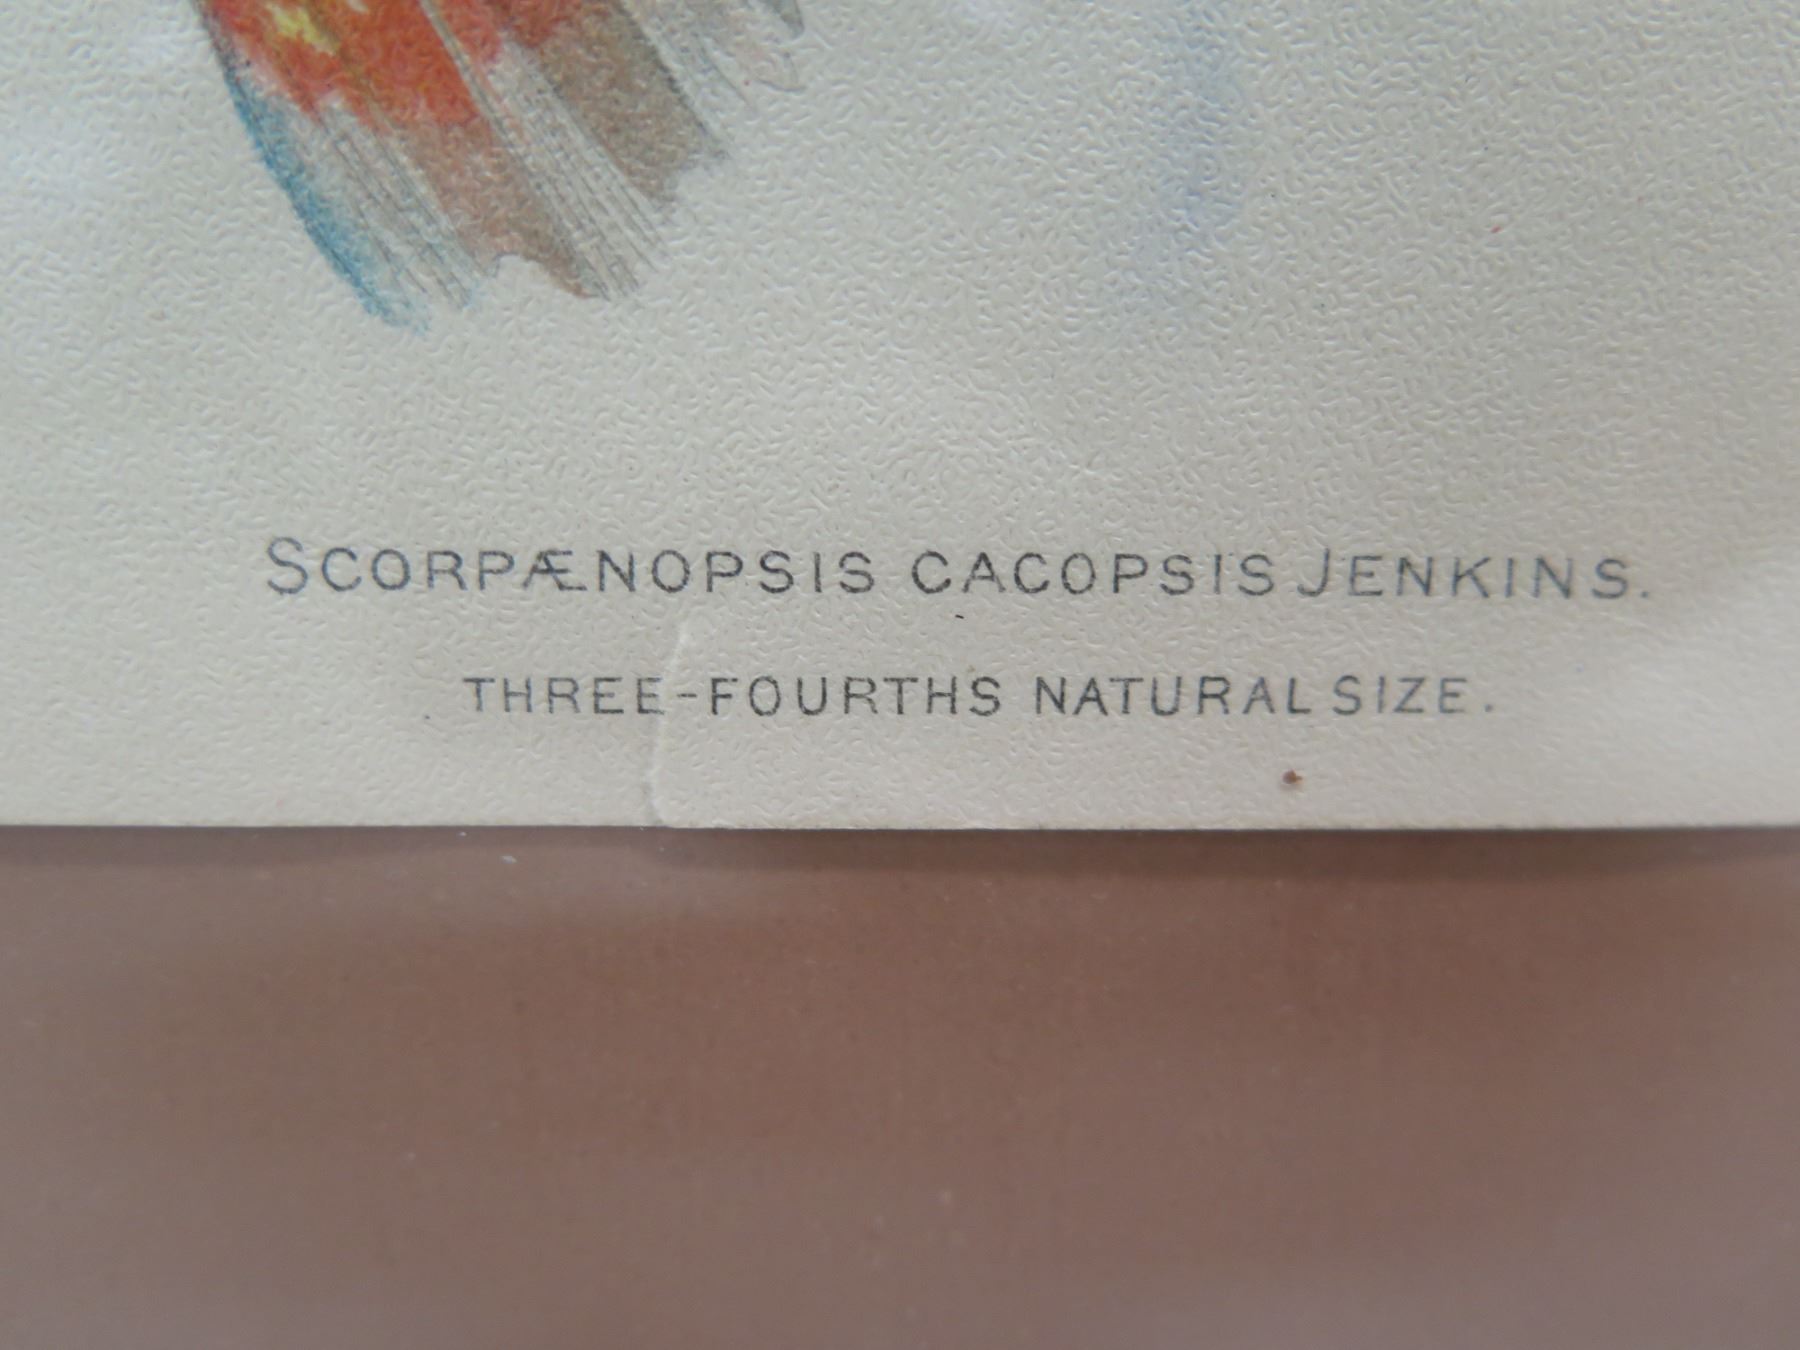 SCORPÆNOPSIS CACOPSIS JENKINS.
THREE-FOURTHS NATURAL SIZE.